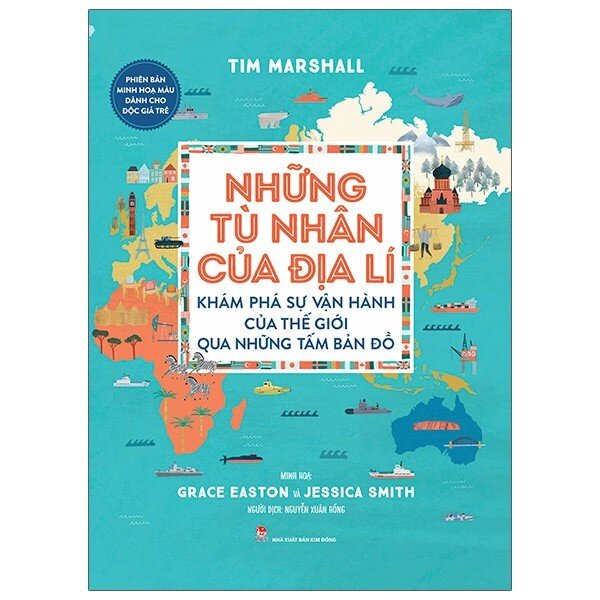 TIM MARSHALL
PHIÊN BẢN
MINH HOẠ MÀU
DÀNH CHO
ĐỘC GIẢ TRẺ
NHỮNG
TÙ NHÂN
CỦA ĐỊA LÍ
KHÁM PHÁ SỰ VẬN HÀNH
CỦA THẾ GIỚI
QUA NHỮNG TẤM BẢN ĐỒ
MINH HOẠ:
GRACE EASTON VÀ JESSICA SMITH
NGƯỜI DỊCH: NGUYỄN XUÂN HỒNG
NHÀ XUẤT BẢN KIM ĐỒNG